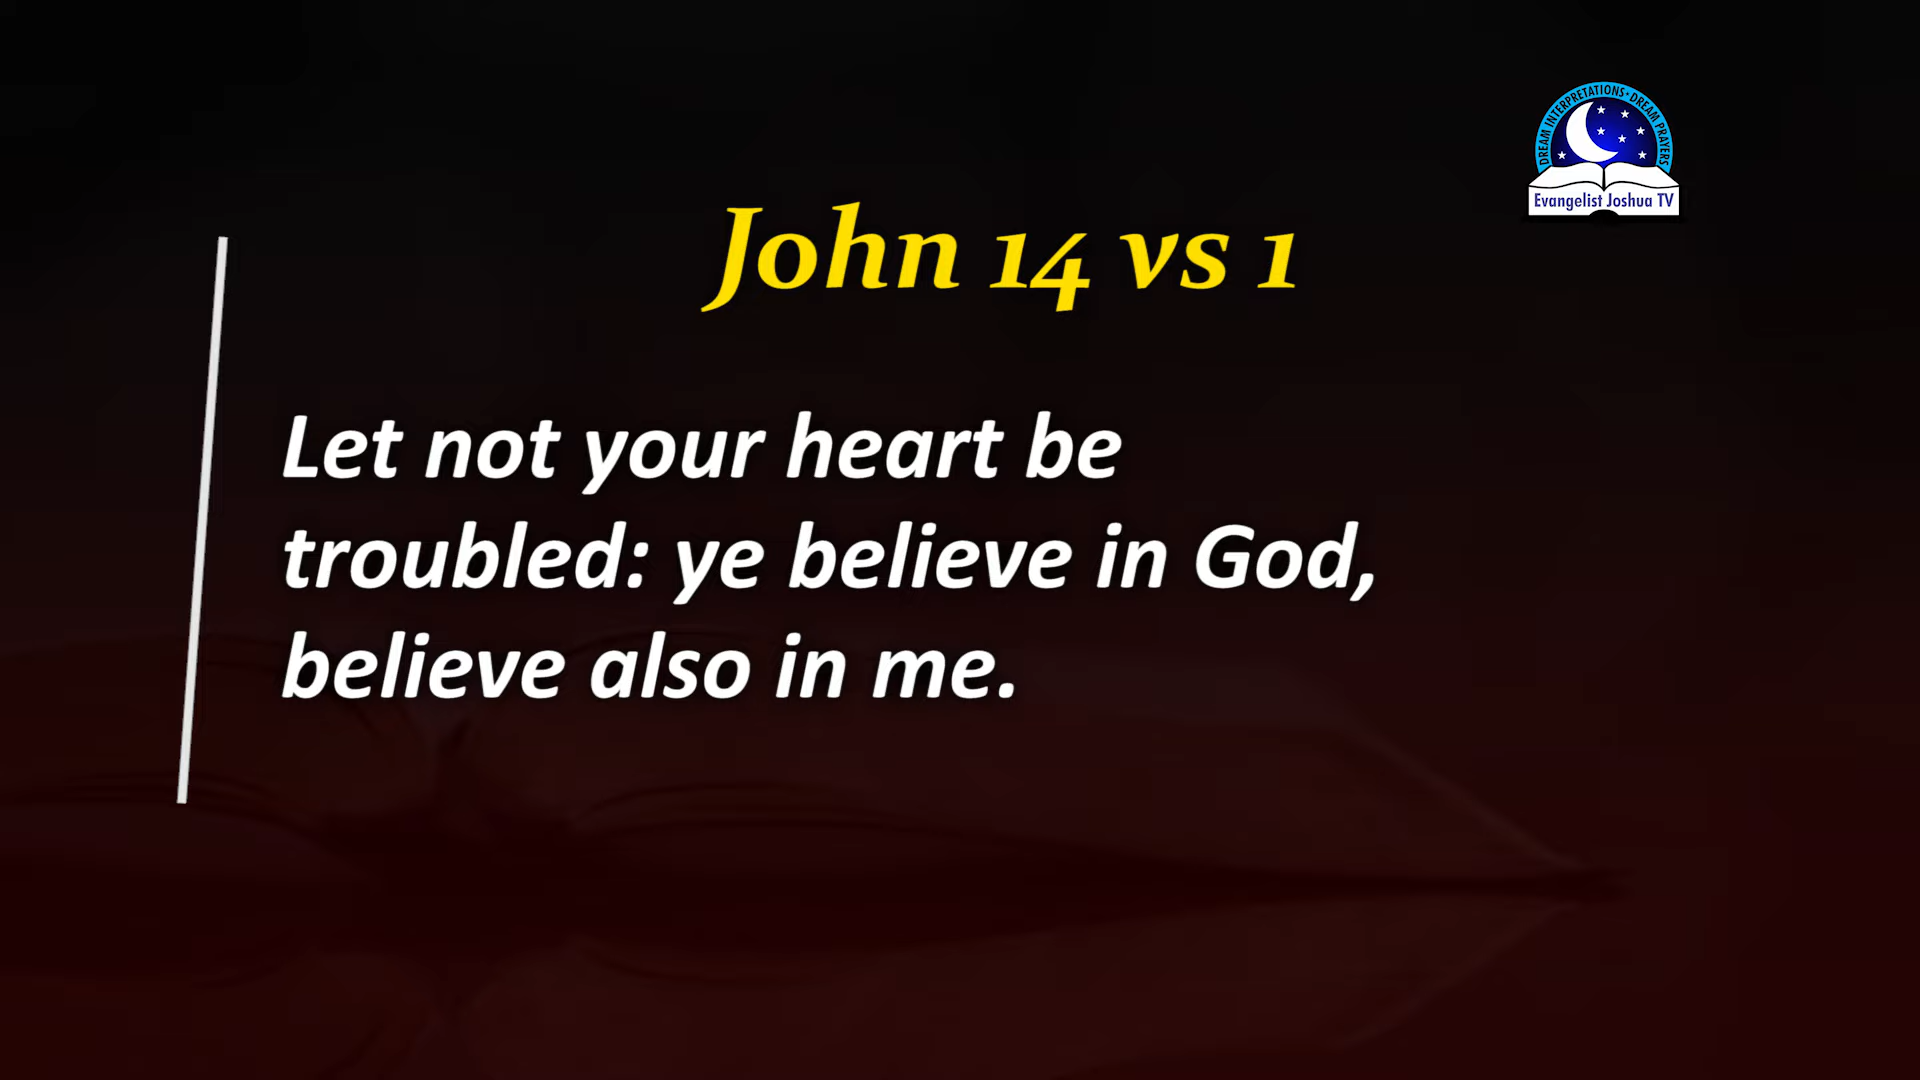 DREAM INTERPRETATIONS • DREAM PRAYERS
Evangelist Joshua TV
John 14 vs 1
Let not your heart be
troubled: ye believe in God,
believe also in me.